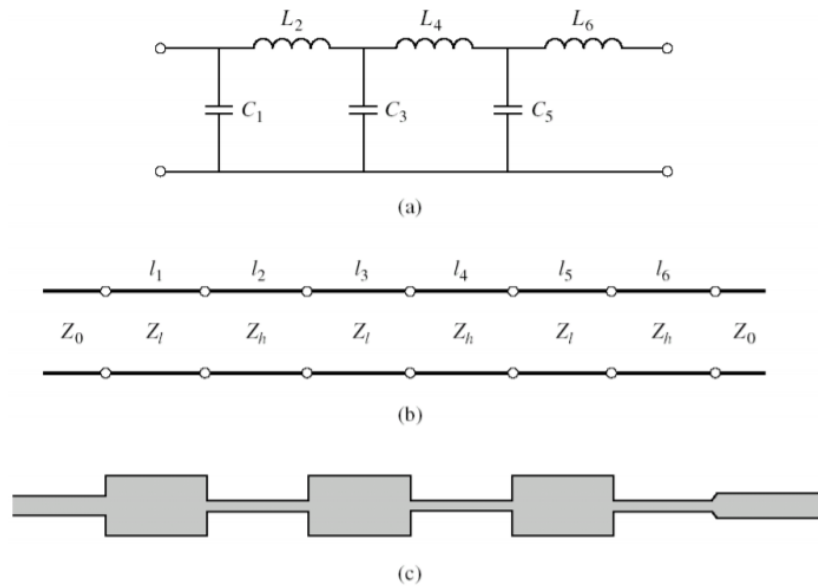 L2 L4 L6
C1 C3 C5
(a)
l1 l2 l3 l4 l5 l6
Z0 Zl Zh Zl Zh Zl Zh Z0
(b)
(c)